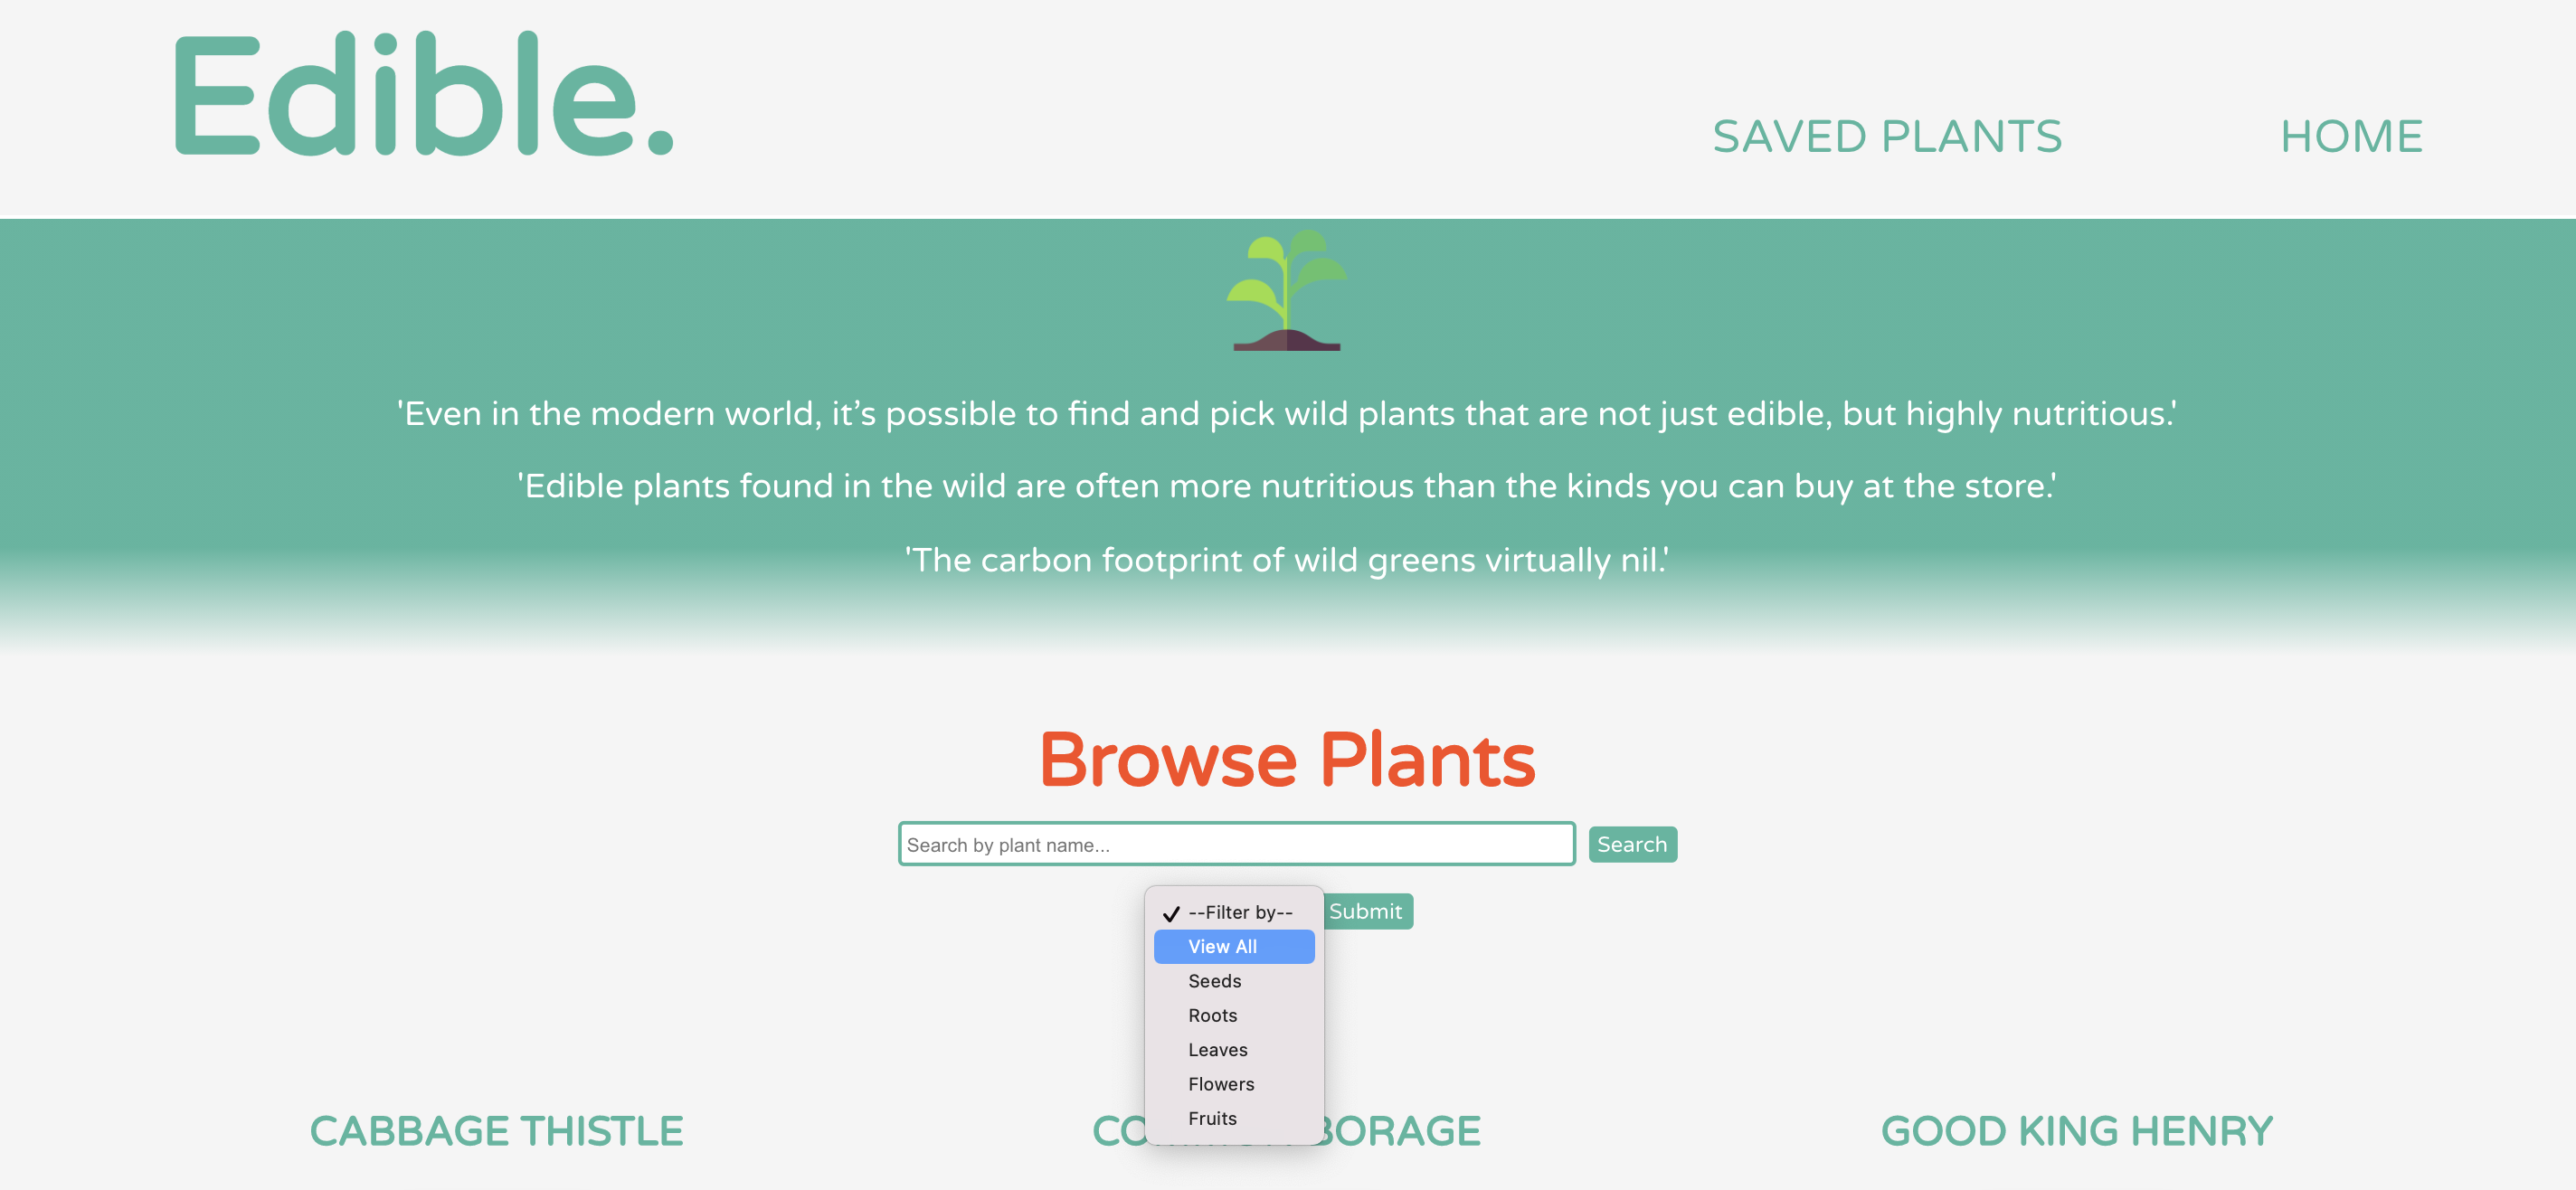 Edible.
SAVED PLANTS
HOME
'Even in the modern world, it’s possible to find and pick wild plants that are not just edible, but highly nutritious.'
'Edible plants found in the wild are often more nutritious than the kinds you can buy at the store.'
'The carbon footprint of wild greens virtually nil.'
Browse Plants
Search by plant name...
Search
--Filter by--
Submit
View All
Seeds
Roots
Leaves
Flowers
Fruits
CABBAGE THISTLE
BORAGE
GOOD KING HENRY